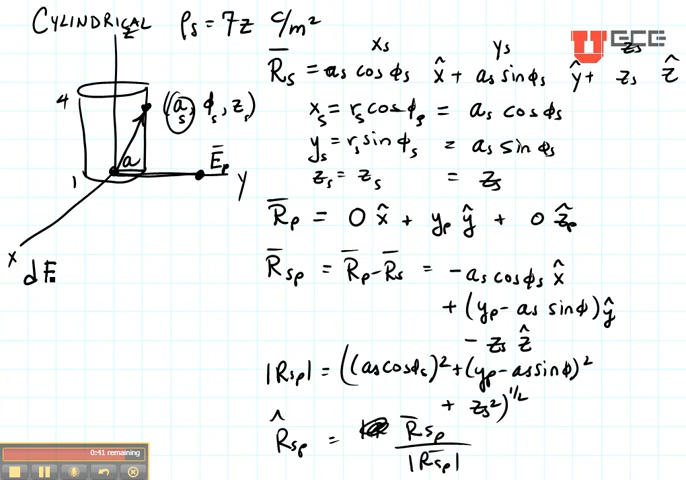 CYLINDRICAL ρs = 7z C/m²
z
4
(as, φs, zs)
a
Ēp
1
y
x
dE
xs ys zs
R̄s = as cos φs x̂ + as sin φs ŷ + zs ẑ
xs = rs cos φs = as cos φs
ys = rs sin φs = as sin φs
zs = zs = zs
R̄p = 0 x̂ + yp ŷ + 0 ẑp
R̄sp = R̄p - R̄s = - as cos φs x̂
+ (yp - as sin φ) ŷ
- zs ẑ
|Rsp| = ((as cos φs)² + (yp - as sin φ)²
+ zs²)^1/2
R̂sp = R̄sp / |R̄sp|
U ECE
0:41 remaining